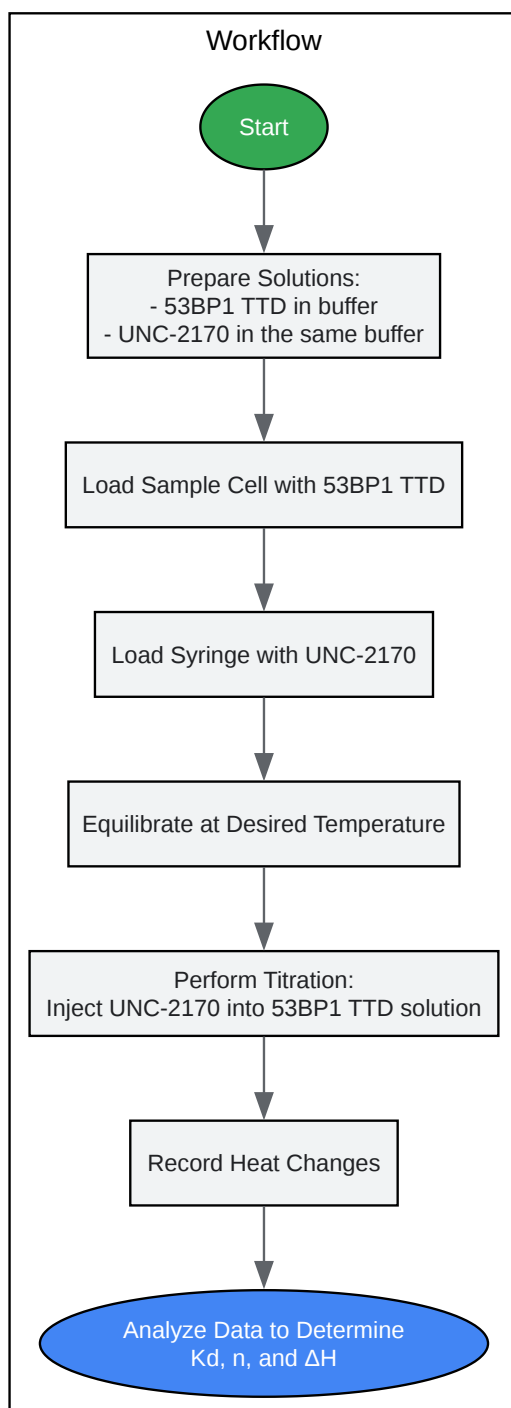 Workflow
Start
Prepare Solutions:
- 53BP1 TTD in buffer
- UNC-2170 in the same buffer
Load Sample Cell with 53BP1 TTD
Load Syringe with UNC-2170
Equilibrate at Desired Temperature
Perform Titration:
Inject UNC-2170 into 53BP1 TTD solution
Record Heat Changes
Analyze Data to Determine
Kd, n, and ΔH